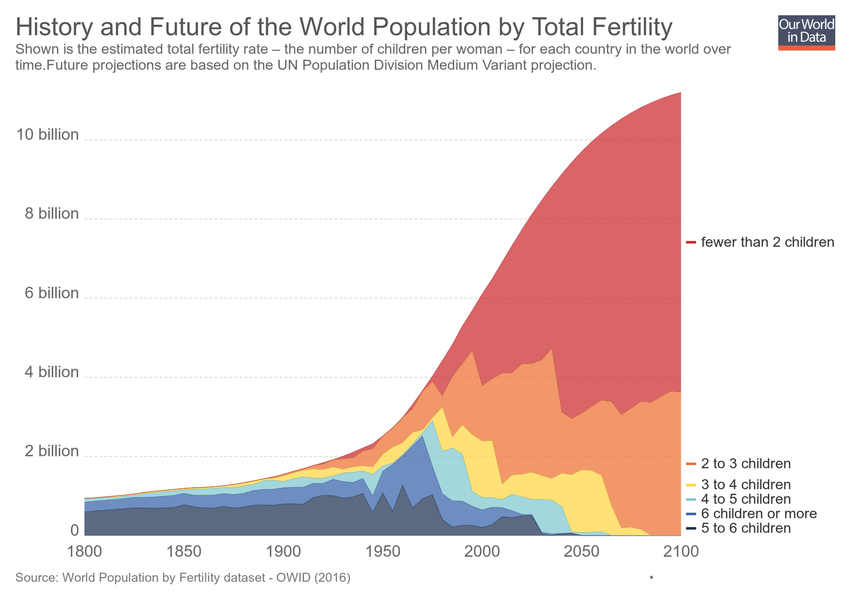 History and Future of the World Population by Total Fertility
Our World
in Data
Shown is the estimated total fertility rate – the number of children per woman – for each country in the world over
time.Future projections are based on the UN Population Division Medium Variant projection.
10 billion
8 billion
6 billion
4 billion
2 billion
0
fewer than 2 children
2 to 3 children
3 to 4 children
4 to 5 children
6 children or more
5 to 6 children
1800 1850 1900 1950 2000 2050 2100
Source: World Population by Fertility dataset - OWID (2016)